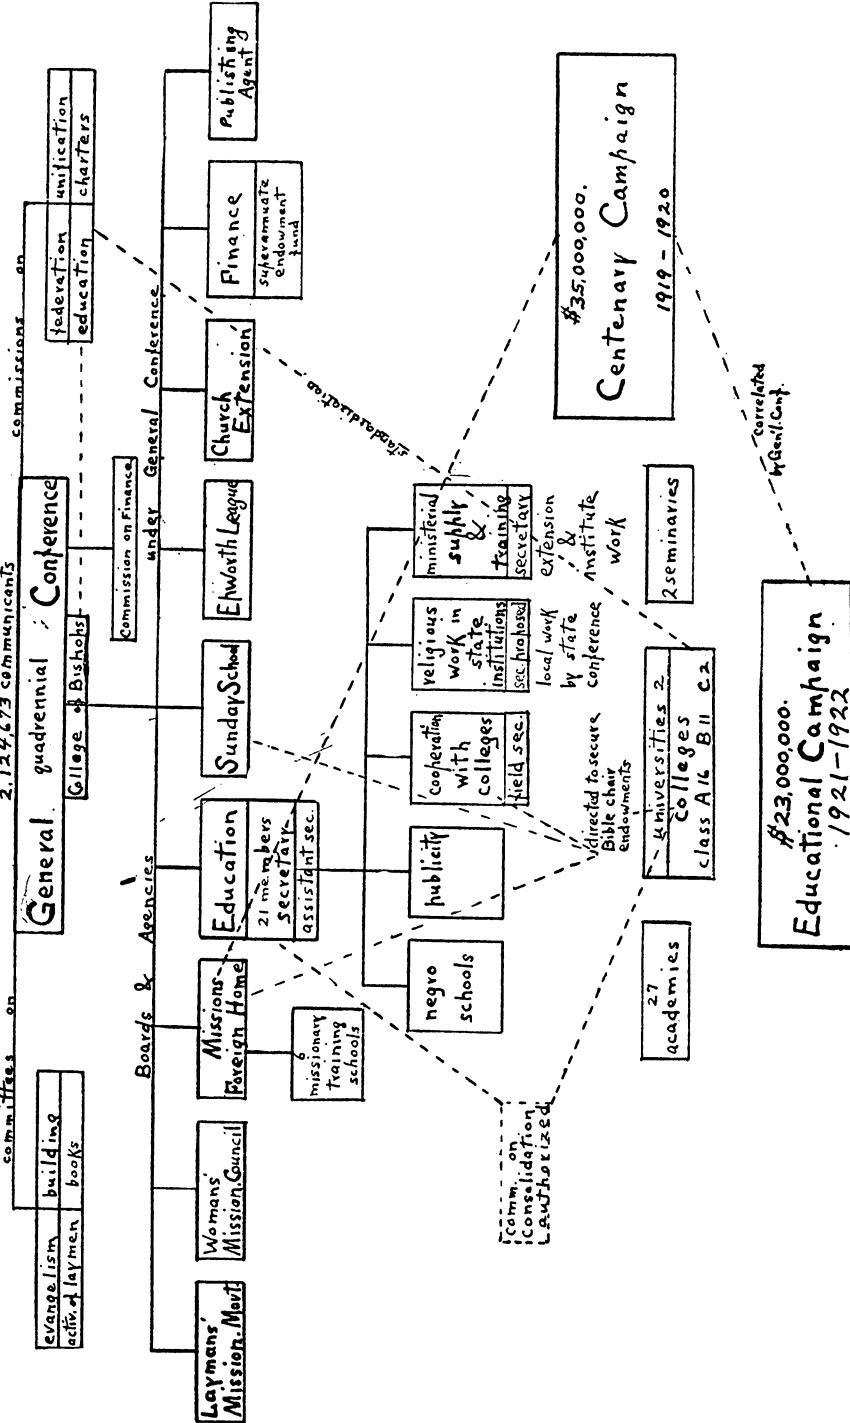 2,124,673 communicants
committees on
commissions on
evangelism building
activ. of laymen books
General quadrennial Conference
federation unification
education charters
College of Bishops
Commission on Finance
Boards & Agencies under General Conference
Laymans'
Mission. Movt.
Womans'
Mission. Council
Missions
Foreign Home
6
missionary
training
schools
Education
21 members
secretary
assistant sec.
Sunday School
Epworth League
Church
Extension
Finance
superannuate
endowment
fund
Publishing
Agent
standardization
negro
schools
publicity
Cooperation
with
colleges
field sec.
religious
work in
state
institutions
sec. proposed
local work
by state
conference
ministerial
supply
&
training
secretary
extension
&
institute
work
Comm. on
Consolidation
authorized
directed to secure
Bible chair
endowments
27
academies
universities 2
Colleges
class A16 B11 C2
2 seminaries
$35,000,000.
Centenary Campaign
1919-1920
correlated
by Gen'l. Conf.
$23,000,000.
Educational Campaign
1921-1922